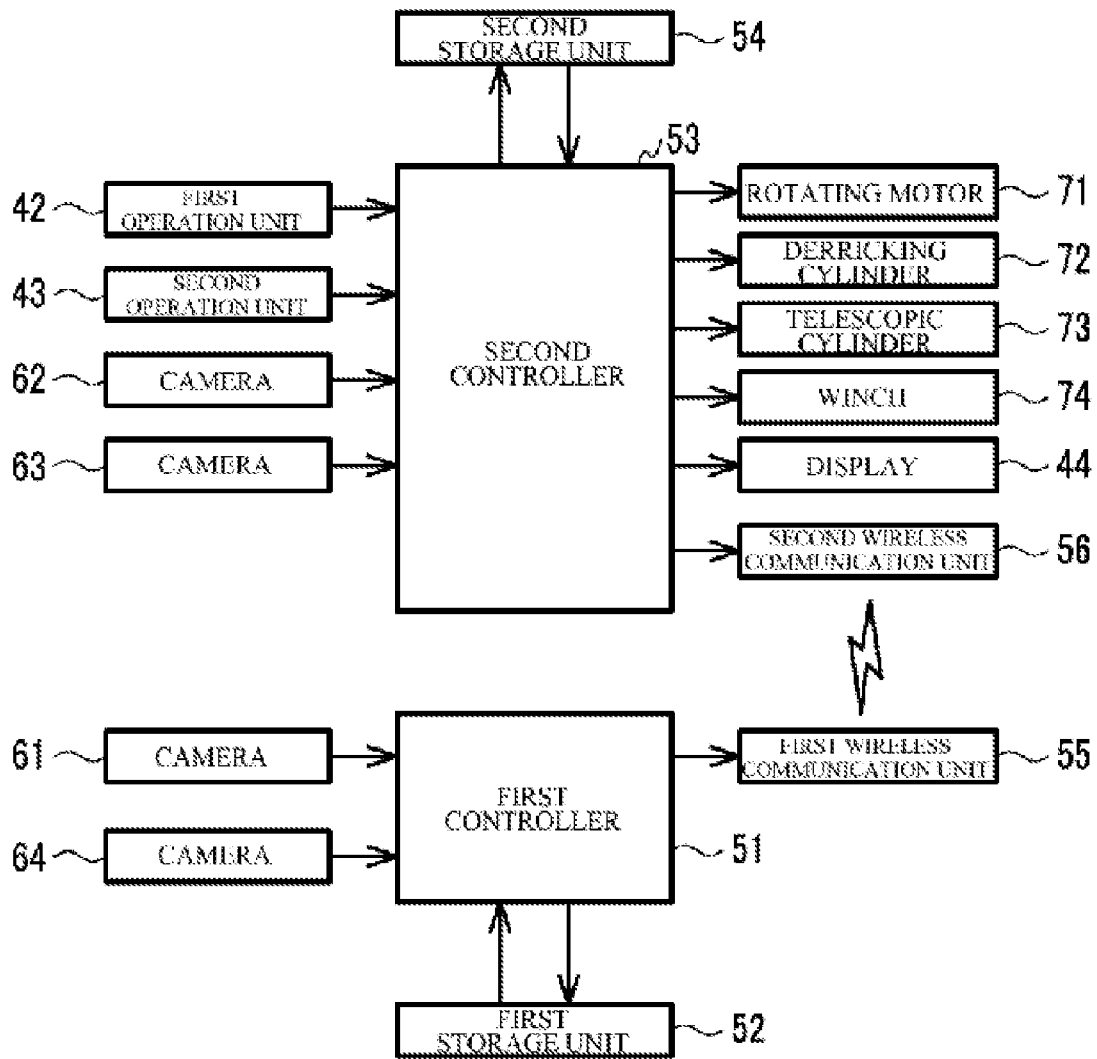 SECOND
STORAGE UNIT
54
53
42
FIRST
OPERATION UNIT
ROTATING MOTOR
71
43
SECOND
OPERATION UNIT
DERRICKING
CYLINDER
72
SECOND
CONTROLLER
TELESCOPIC
CYLINDER
73
62
CAMERA
WINCH
74
63
CAMERA
DISPLAY
44
SECOND WIRELESS
COMMUNICATION UNIT
56
61
CAMERA
FIRST WIRELESS
COMMUNICATION UNIT
55
FIRST
CONTROLLER
64
CAMERA
51
FIRST
STORAGE UNIT
52